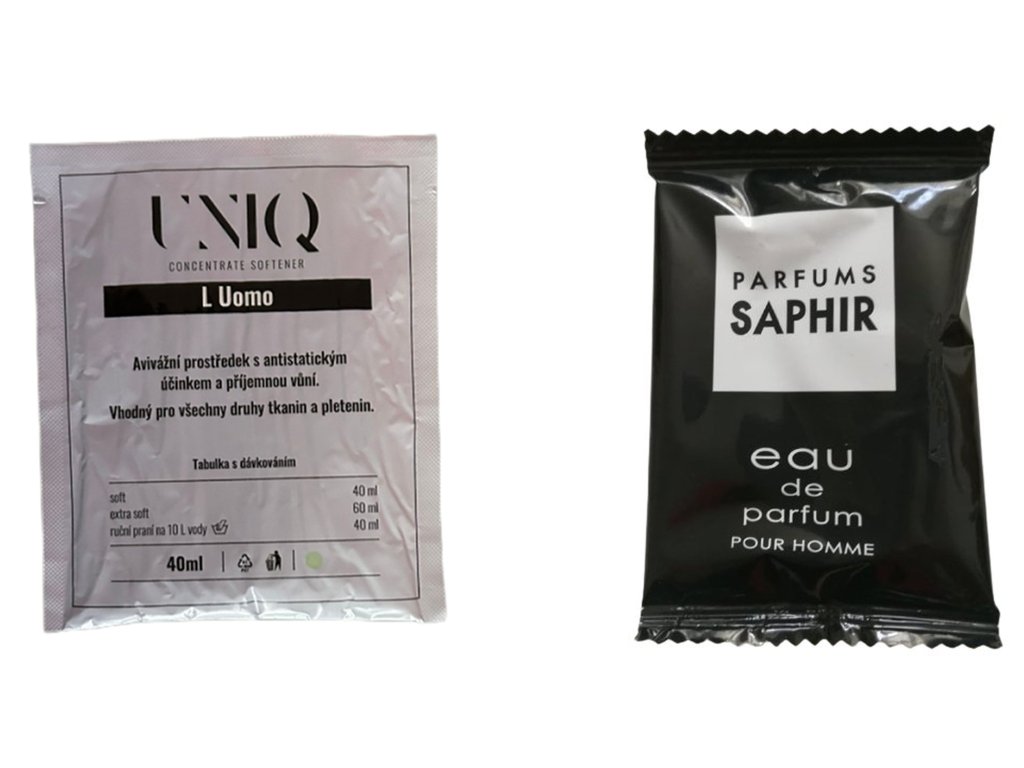 UNIQ
CONCENTRATE SOFTENER
L Uomo
Avivážní prostředek s antistatickým
účinkem a příjemnou vůní.
Vhodný pro všechny druhy tkanin a pletenin.
Tabulka s dávkováním
soft 40 ml
extra soft 60 ml
ruční praní na 10 L vody 40 ml
40ml
PARFUMS
SAPHIR
eau
de
parfum
POUR HOMME